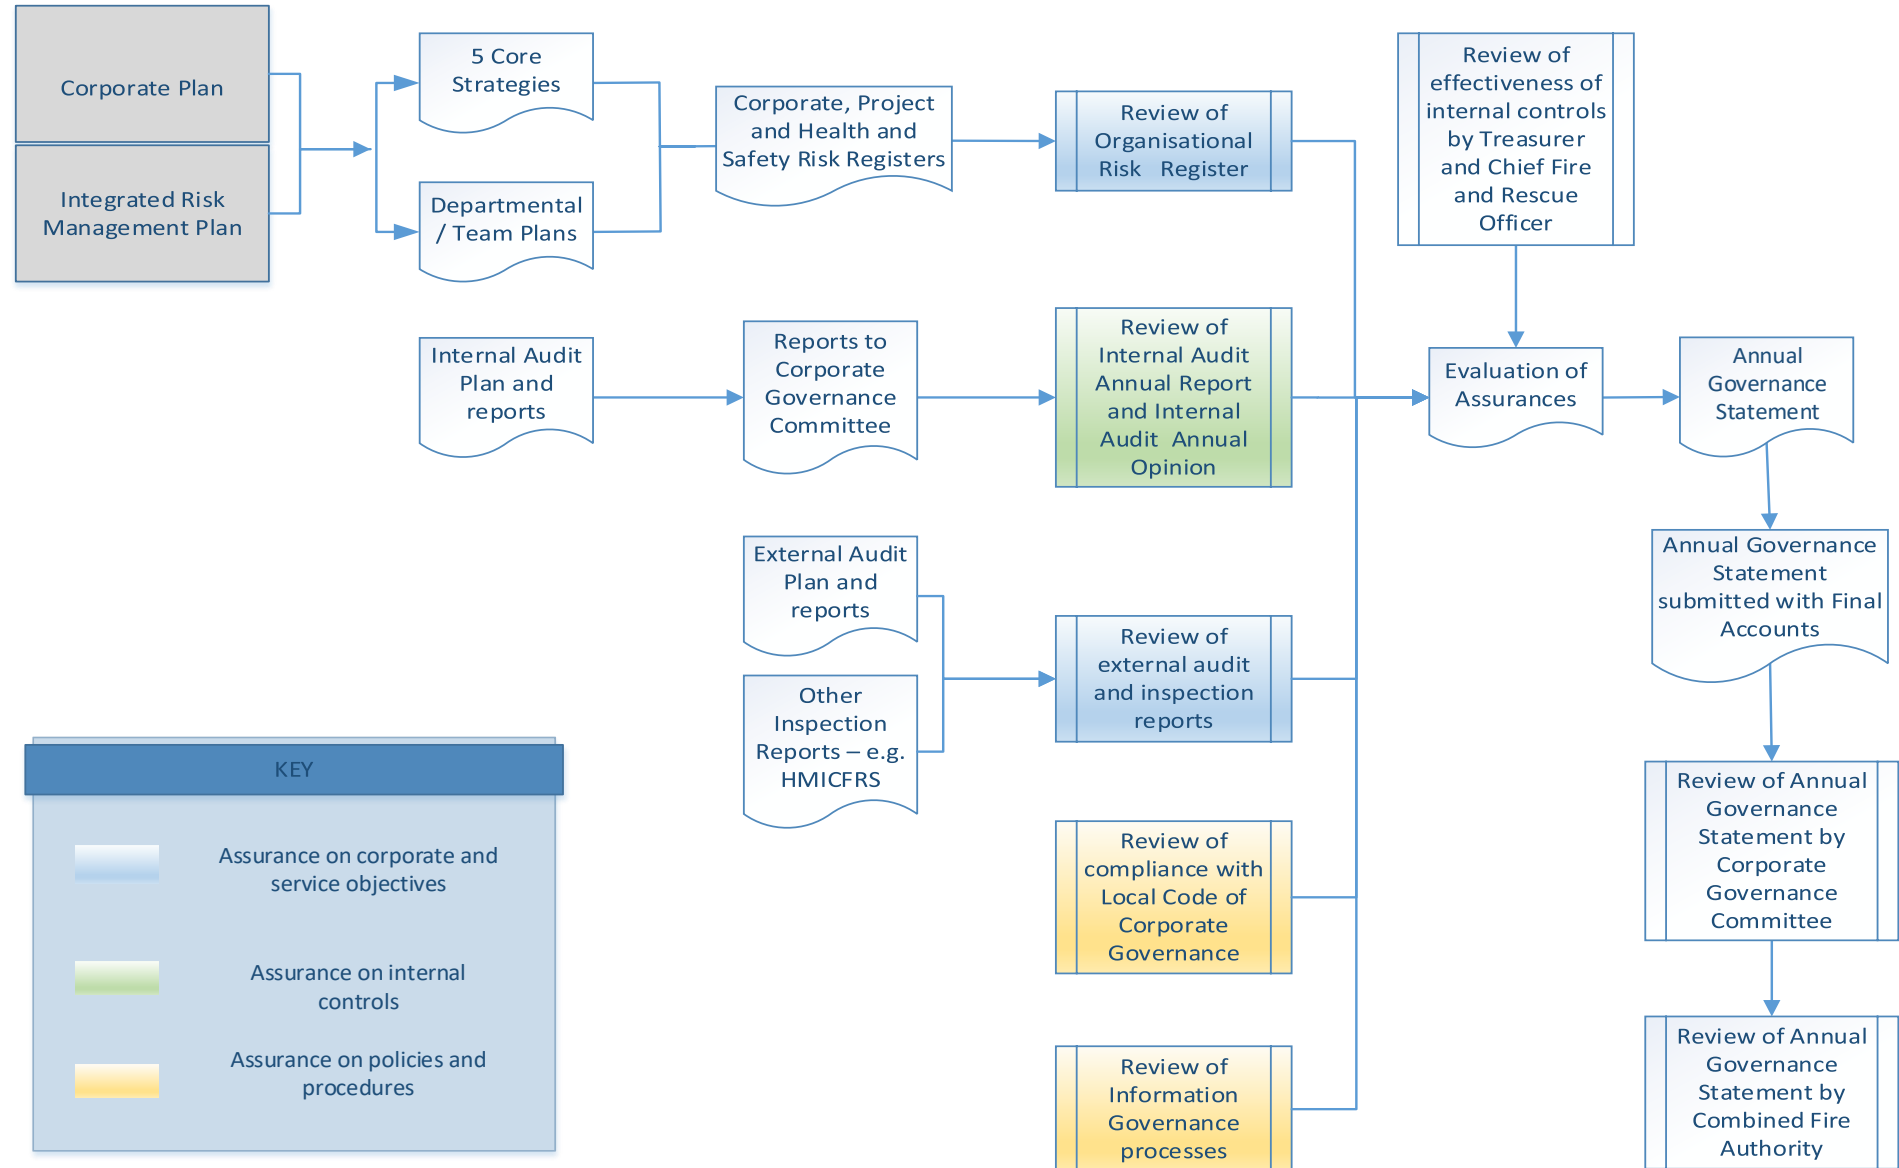 Corporate Plan
Integrated Risk
Management Plan
5 Core
Strategies
Departmental
/ Team Plans
Corporate, Project
and Health and
Safety Risk Registers
Review of
Organisational
Risk Register
Review of
effectiveness of
internal controls
by Treasurer
and Chief Fire
and Rescue
Officer
Internal Audit
Plan and
reports
Reports to
Corporate
Governance
Committee
Review of
Internal Audit
Annual Report
and Internal
Audit Annual
Opinion
Evaluation of
Assurances
Annual
Governance
Statement
External Audit
Plan and
reports
Other
Inspection
Reports – e.g.
HMICFRS
Review of
external audit
and inspection
reports
Annual Governance
Statement
submitted with Final
Accounts
Review of
compliance with
Local Code of
Corporate
Governance
Review of Annual
Governance
Statement by
Corporate
Governance
Committee
Review of
Information
Governance
processes
Review of Annual
Governance
Statement by
Combined Fire
Authority
KEY
Assurance on corporate and
service objectives
Assurance on internal
controls
Assurance on policies and
procedures